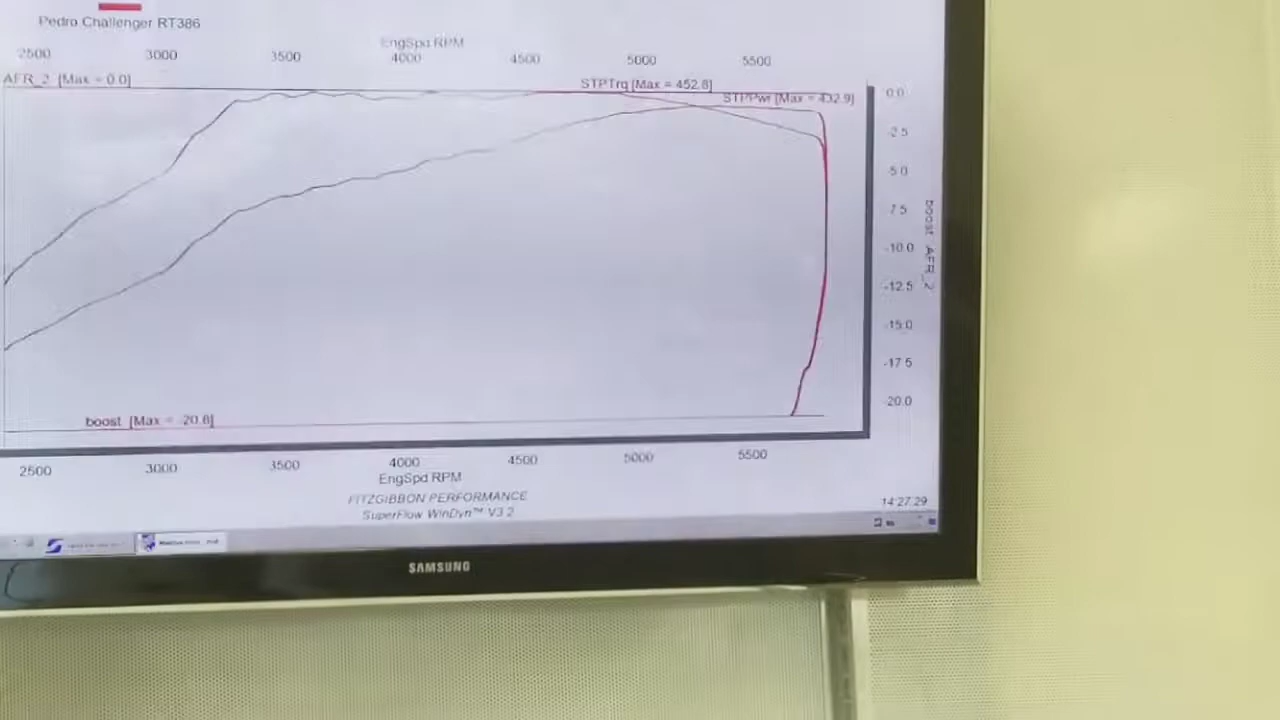 Pedro Challenger RT386
EngSpd RPM
2500 3000 3500 4000 4500 5000 5500
AFR_2 [Max = 0.0]
STPTrq [Max = 452.8]
STPPwr [Max = 432.9]
0.0
-2.5
-5.0
-7.5
-10.0
-12.5
-15.0
-17.5
-20.0
boost AFR_2
boost [Max = -20.6]
2500 3000 3500 4000 4500 5000 5500
EngSpd RPM
FITZGIBBON PERFORMANCE
SuperFlow WinDyn™ V3.2
14:27:29
SAMSUNG